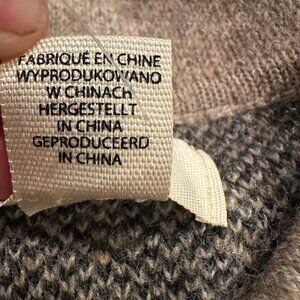 FABRIQUÉ EN CHINE
WYPRODUKOWANO
W CHINACh
HERGESTELLT
IN CHINA
GEPRODUCEERD
IN CHINA